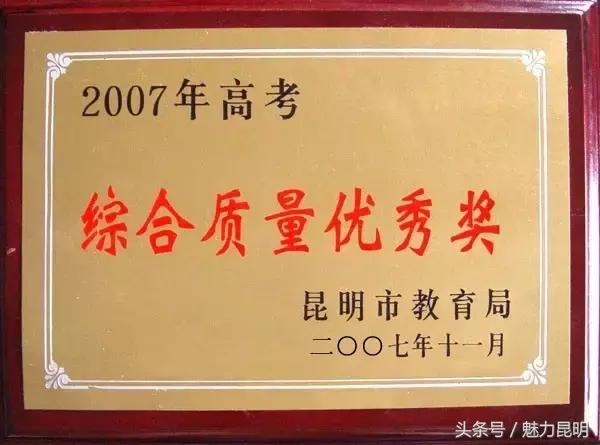 2007年高考
综合质量优秀奖
昆明市教育局
二〇〇七年十一月
头条号 / 魅力昆明